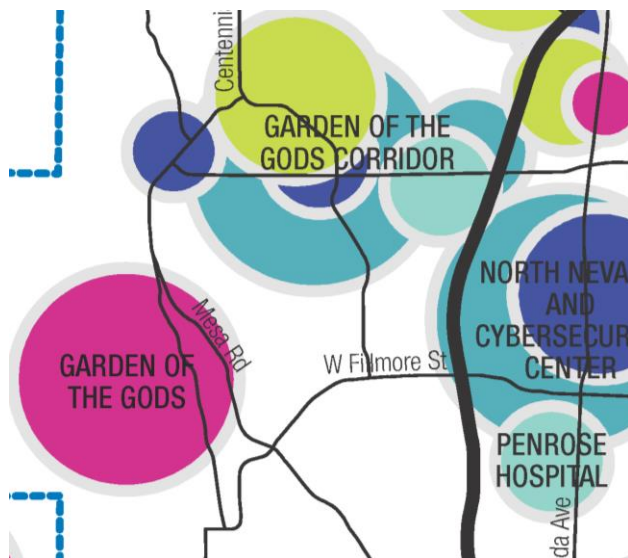 Centenni
GARDEN OF THE
GODS CORRIDOR
NORTH NEVA
AND
CYBERSECUR
CENTER
Mesa Rd
W Fillmore St
GARDEN OF
THE GODS
PENROSE
HOSPITAL
da Ave